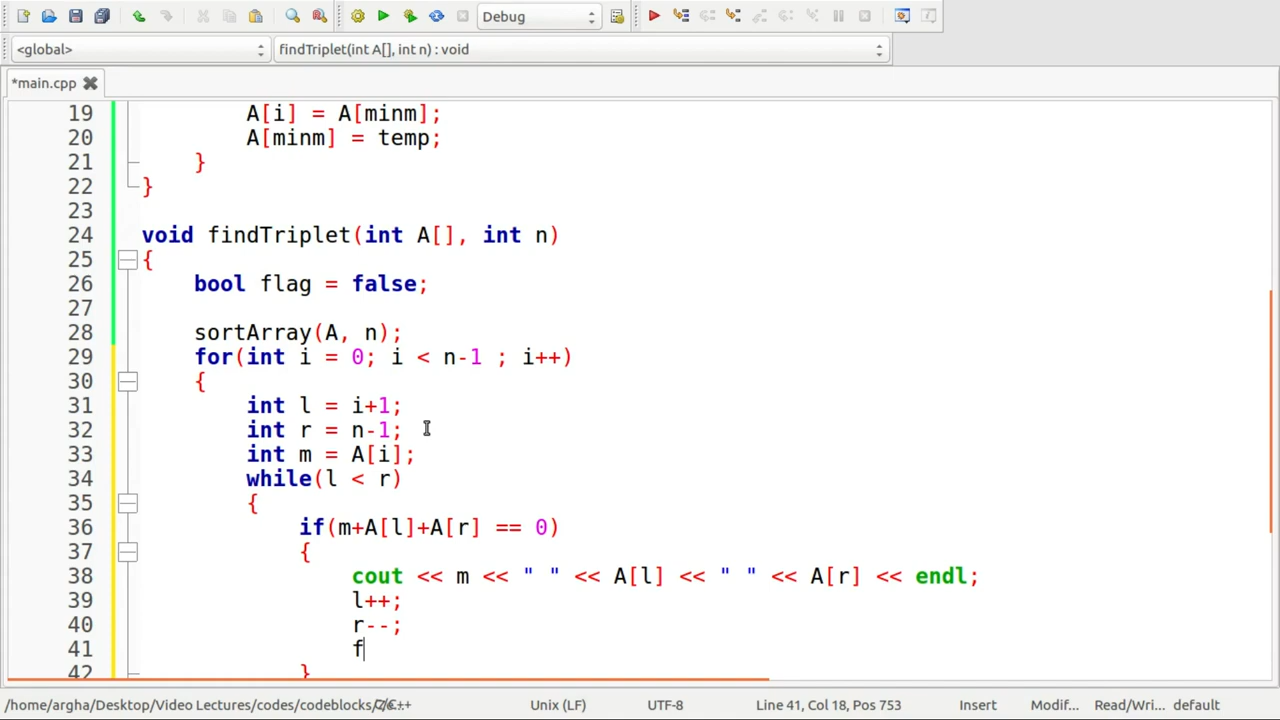 Debug
<global>
findTriplet(int A[], int n) : void
*main.cpp
19 A[i] = A[minm];
20 A[minm] = temp;
21 }
22 }
23
24 void findTriplet(int A[], int n)
25 {
26 bool flag = false;
27
28 sortArray(A, n);
29 for(int i = 0; i < n-1 ; i++)
30 {
31 int l = i+1;
32 int r = n-1;
33 int m = A[i];
34 while(l < r)
35 {
36 if(m+A[l]+A[r] == 0)
37 {
38 cout << m << " " << A[l] << " " << A[r] << endl;
39 l++;
40 r--;
41 f
42 }
/home/argha/Desktop/Video Lectures/codes/codeblocks/ C/C++ Unix (LF) UTF-8 Line 41, Col 18, Pos 753 Insert Modif... Read/Wri... default